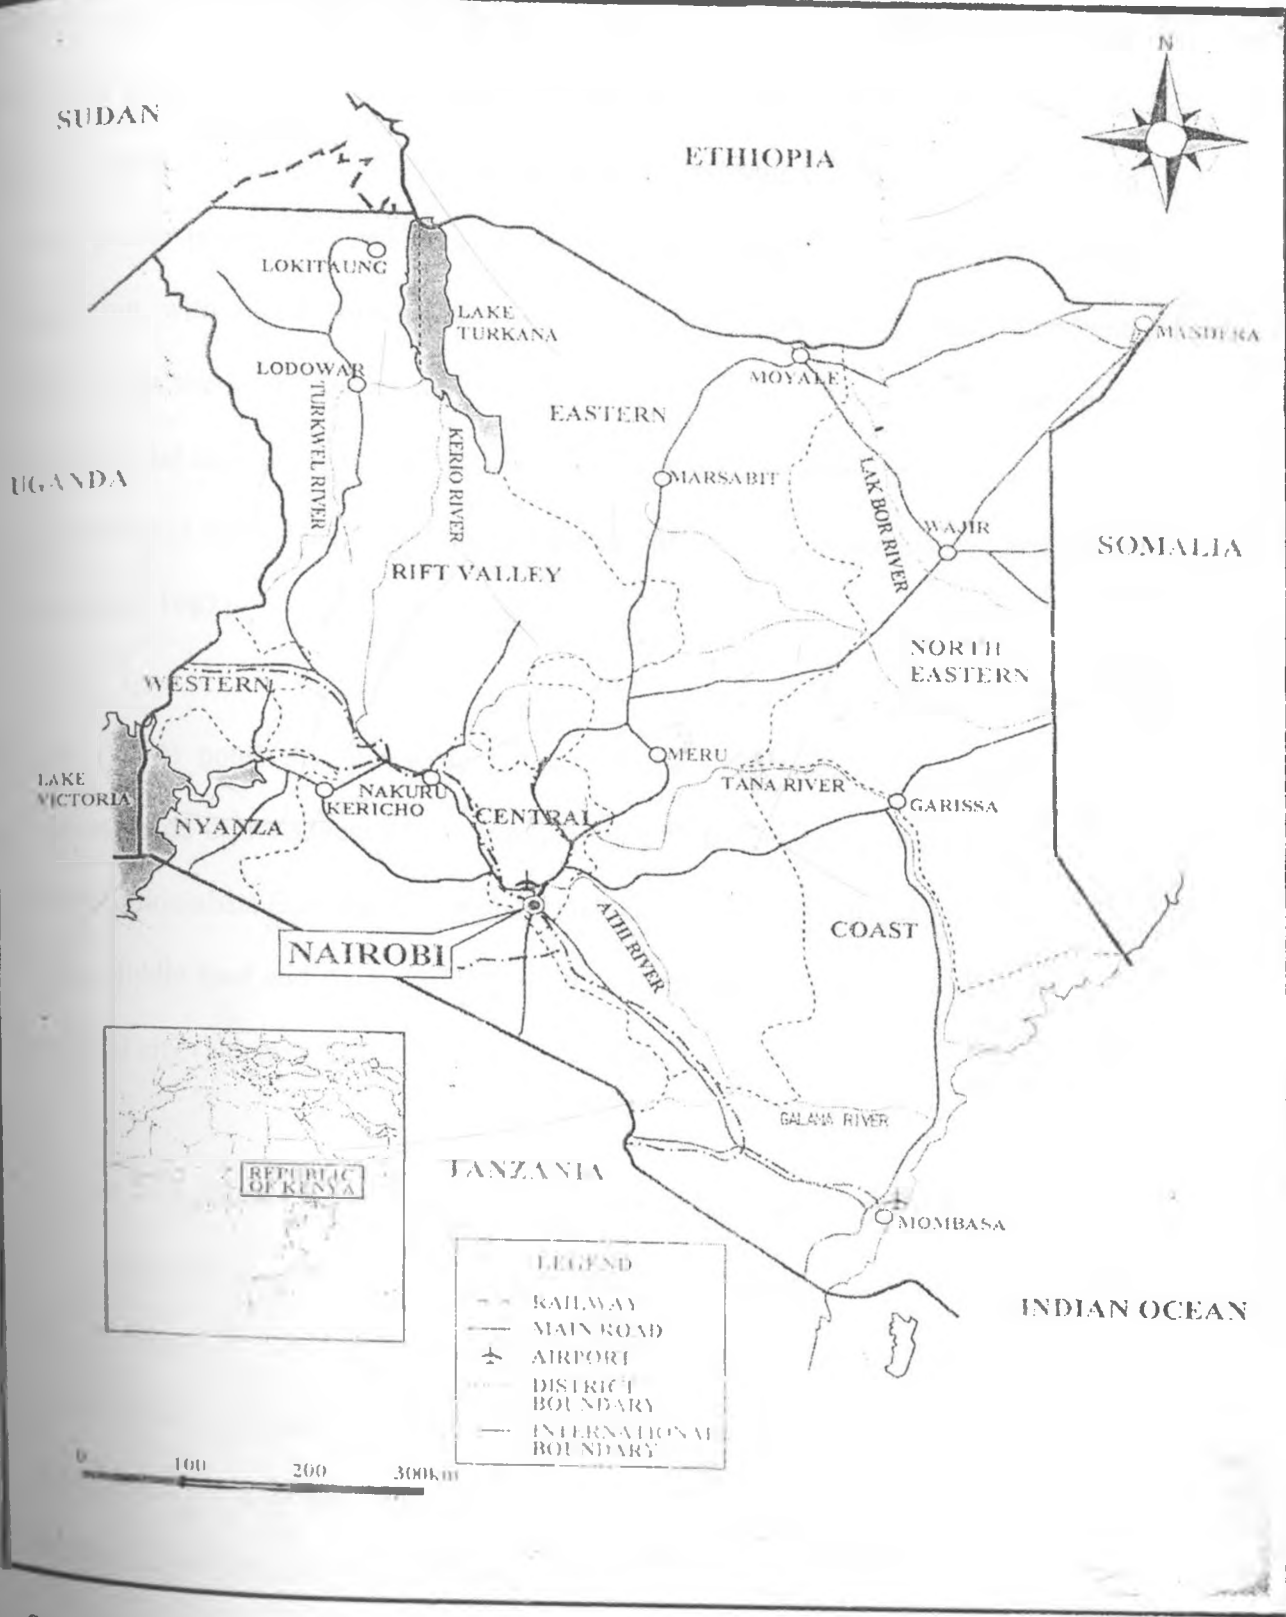 N
SUDAN
ETHIOPIA
LOKITAUNG
LAKE
TURKANA
MANDERA
LODOWAR
MOYALE
TURKWEL RIVER
EASTERN
KERIO RIVER
UGANDA
MARSABIT
LAK BOR RIVER
WAJIR
SOMALIA
RIFT VALLEY
NORTH
EASTERN
WESTERN
MERU
LAKE
VICTORIA
NAKURU
KERICHO
TANA RIVER
GARISSA
NYANZA
CENTRAL
ATHI RIVER
COAST
NAIROBI
GALANA RIVER
REPUBLIC
OF KENYA
TANZANIA
MOMBASA
LEGEND
RAILWAY
MAIN ROAD
AIRPORT
DISTRICT
BOUNDARY
INTERNATIONAL
BOUNDARY
INDIAN OCEAN
0 100 200 300km